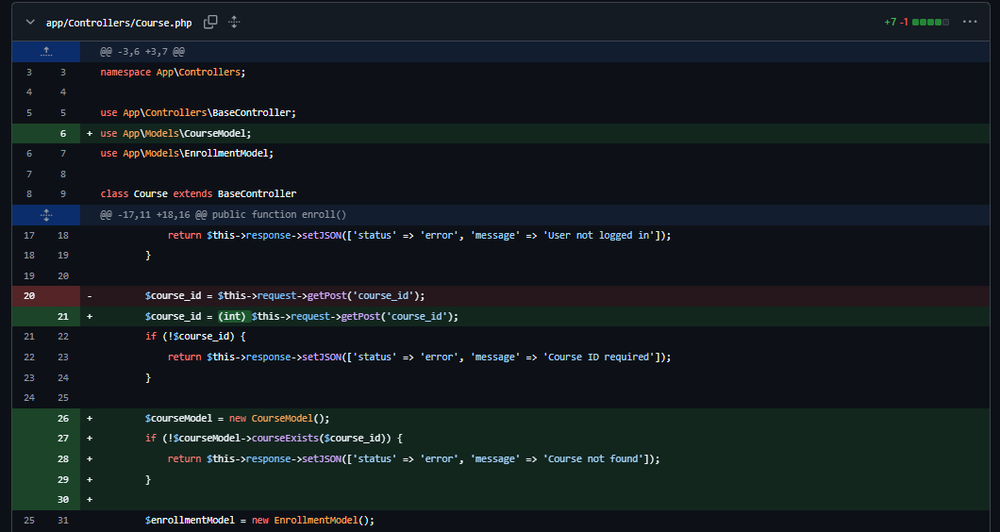 app/Controllers/Course.php +7 -1
@@ -3,6 +3,7 @@
3 3 namespace App\Controllers;
4 4
5 5 use App\Controllers\BaseController;
6 + use App\Models\CourseModel;
6 7 use App\Models\EnrollmentModel;
7 8
8 9 class Course extends BaseController
@@ -17,11 +18,16 @@ public function enroll()
17 18 return $this->response->setJSON(['status' => 'error', 'message' => 'User not logged in']);
18 19 }
19 20
20 - $course_id = $this->request->getPost('course_id');
21 + $course_id = (int) $this->request->getPost('course_id');
21 22 if (!$course_id) {
22 23 return $this->response->setJSON(['status' => 'error', 'message' => 'Course ID required']);
23 24 }
24 25
26 + $courseModel = new CourseModel();
27 + if (!$courseModel->courseExists($course_id)) {
28 + return $this->response->setJSON(['status' => 'error', 'message' => 'Course not found']);
29 + }
30 +
25 31 $enrollmentModel = new EnrollmentModel();